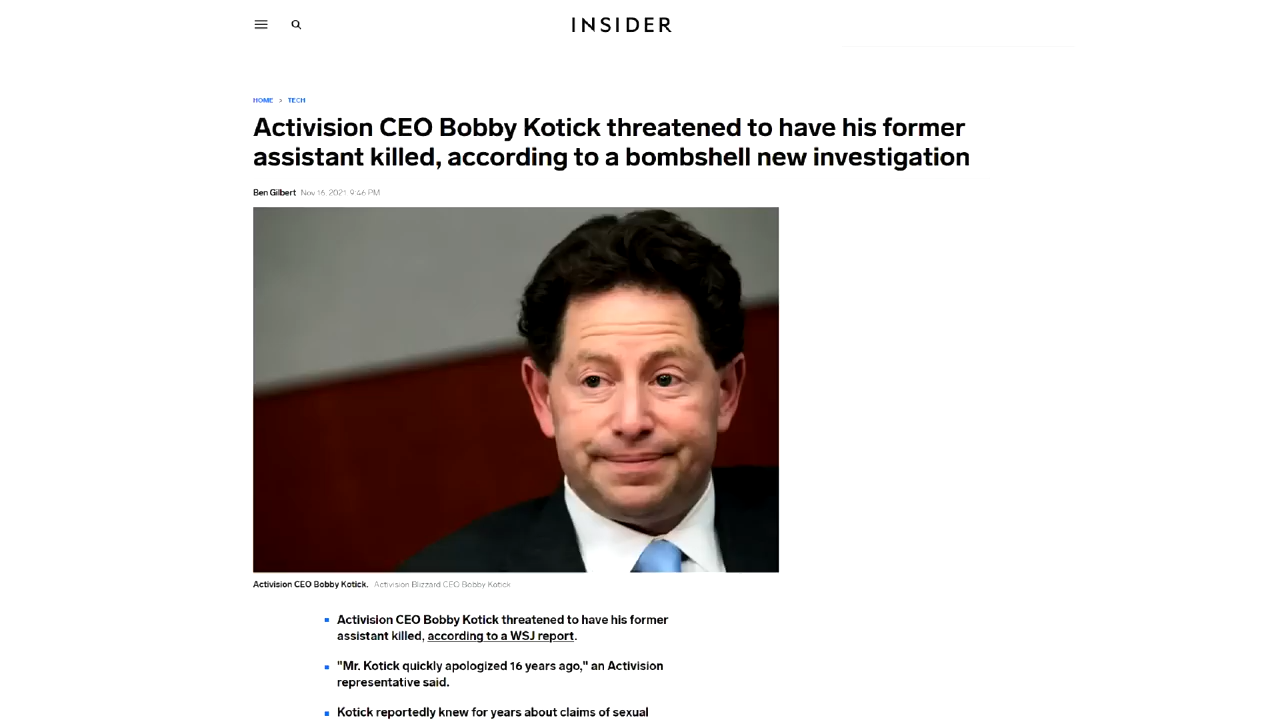 INSIDER
HOME > TECH
Activision CEO Bobby Kotick threatened to have his former
assistant killed, according to a bombshell new investigation
Ben Gilbert Nov 16, 2021, 9:46 PM
Activision CEO Bobby Kotick. Activision Blizzard CEO Bobby Kotick
Activision CEO Bobby Kotick threatened to have his former
assistant killed, according to a WSJ report.
"Mr. Kotick quickly apologized 16 years ago," an Activision
representative said.
Kotick reportedly knew for years about claims of sexual